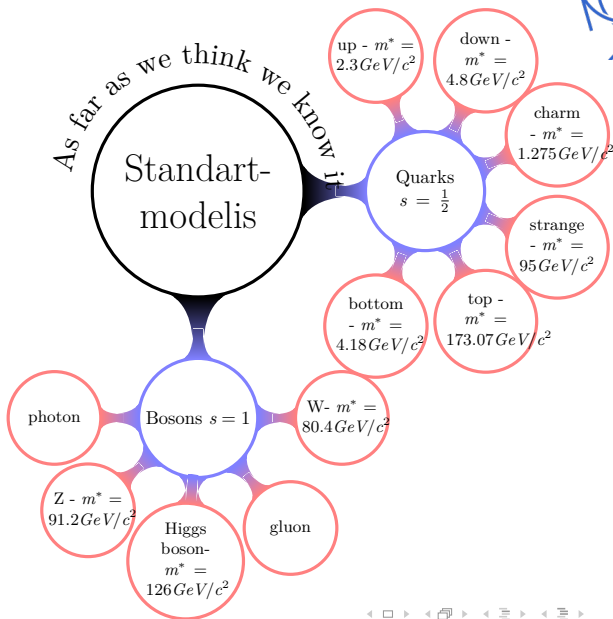 As far as we think we know it
Standart-
modelis
Quarks
s = 1/2
up - m* =
2.3GeV/c²
down -
m* =
4.8GeV/c²
charm
- m* =
1.275GeV/c²
strange
- m* =
95GeV/c²
top -
m* =
173.07GeV/c²
bottom
- m* =
4.18GeV/c²
Bosons s = 1
W- m* =
80.4GeV/c²
gluon
Higgs
boson-
m* =
126GeV/c²
Z - m* =
91.2GeV/c²
photon